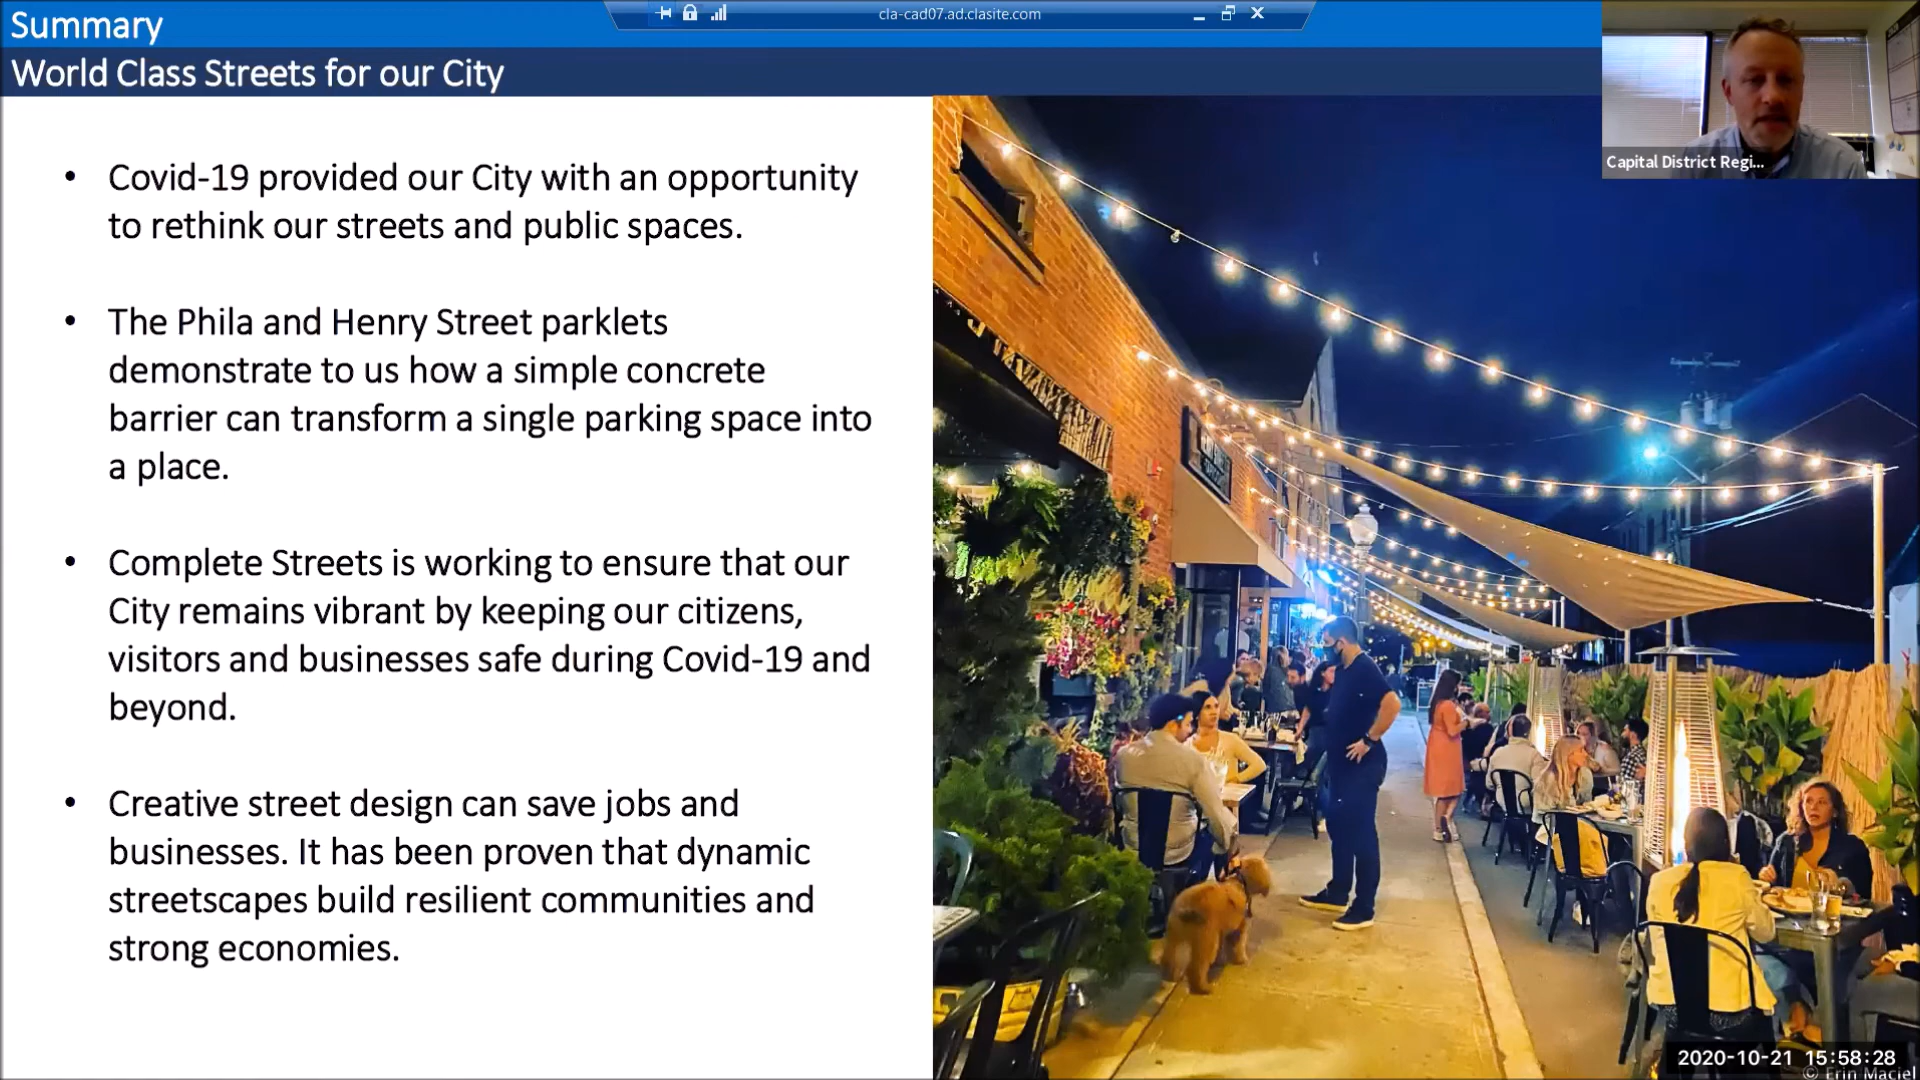 Summary
cla-cad07.ad.clasite.com
World Class Streets for our City
Capital District Regi...
• Covid-19 provided our City with an opportunity
to rethink our streets and public spaces.
• The Phila and Henry Street parklets
demonstrate to us how a simple concrete
barrier can transform a single parking space into
a place.
• Complete Streets is working to ensure that our
City remains vibrant by keeping our citizens,
visitors and businesses safe during Covid-19 and
beyond.
• Creative street design can save jobs and
businesses. It has been proven that dynamic
streetscapes build resilient communities and
strong economies.
2020-10-21 15:58:28
© Erin Maciel